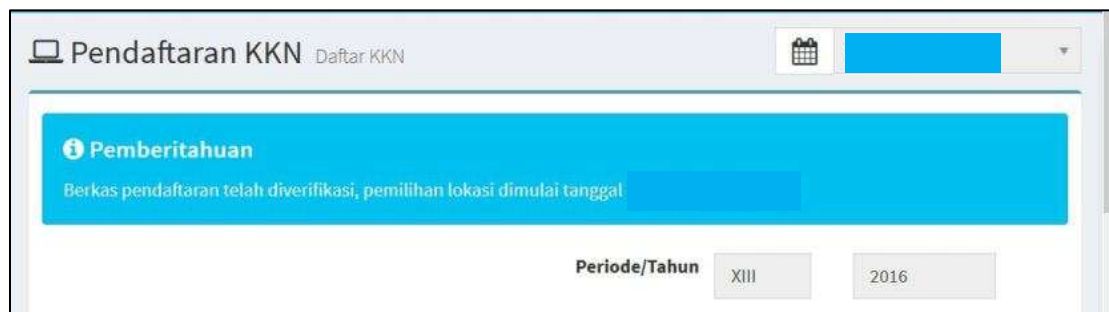 Pendaftaran KKN Daftar KKN
Pemberitahuan
Berkas pendaftaran telah diverifikasi, pemilihan lokasi dimulai tanggal
Periode/Tahun XIII 2016